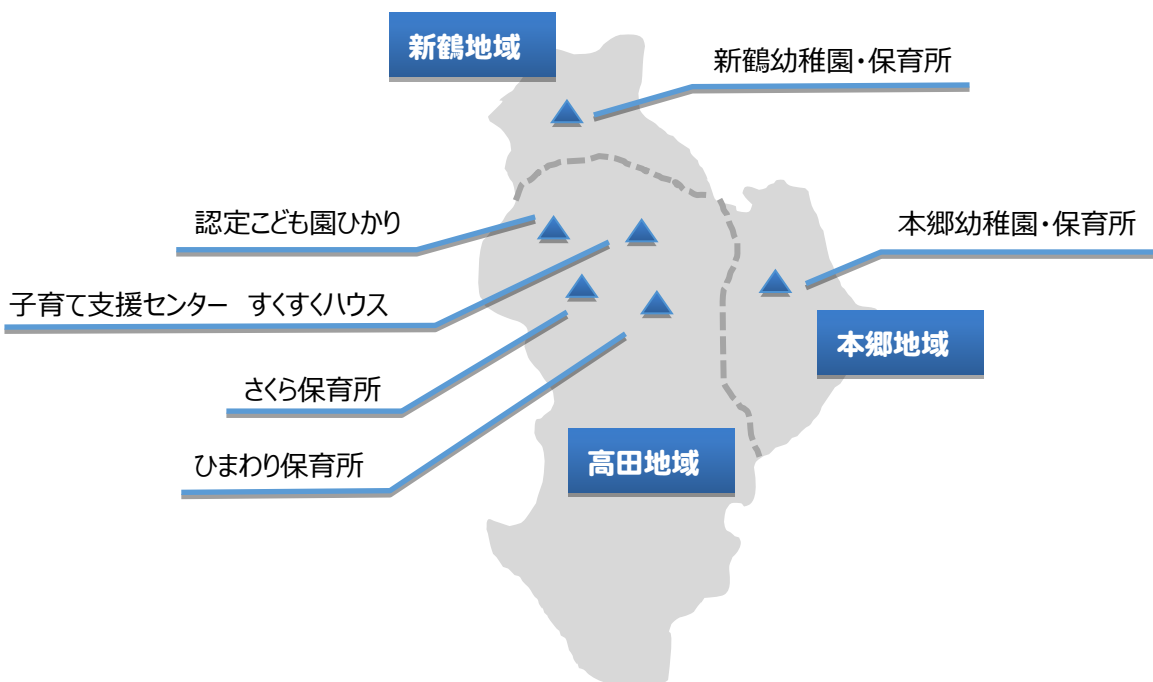 新鶴地域
新鶴幼稚園・保育所
認定こども園ひかり
本郷幼稚園・保育所
子育て支援センター　すくすくハウス
本郷地域
さくら保育所
ひまわり保育所
高田地域